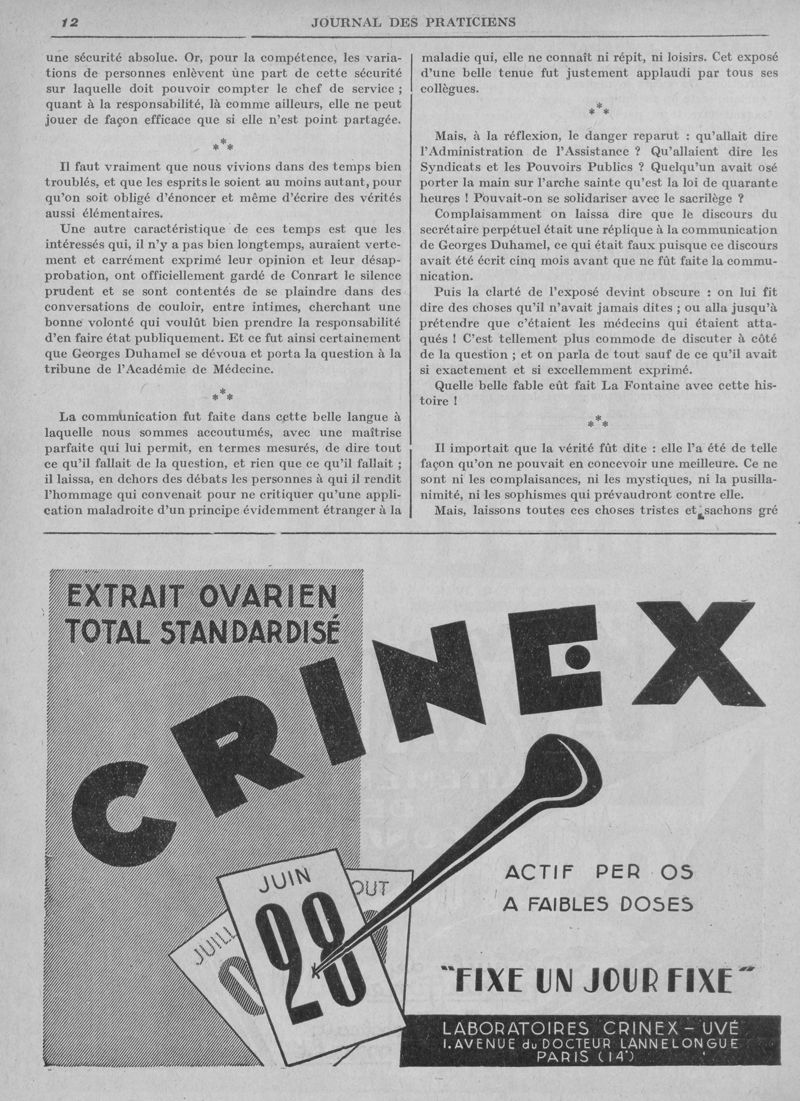 12
JOURNAL DES PRATICIENS
une sécurité absolue. Or, pour la compétence, les varia-
tions de personnes enlèvent ùne part de cette sécurité
sur laquelle doit pouvoir compter le chef de service ;
quant à la responsabilité, là comme ailleurs, elle ne peut
jouer de façon efficace que si elle n'est point partagée.
***
Il faut vraiment que nous vivions dans des temps bien
troublés, et que les esprits le soient au moins autant, pour
qu'on soit obligé d'énoncer et même d'écrire des vérités
aussi élémentaires.
Une autre caractéristique de ces temps est que les
intéressés qui, il n'y a pas bien longtemps, auraient verte-
ment et carrément exprimé leur opinion et leur désap-
probation, ont officiellement gardé de Conrart le silence
prudent et se sont contentés de se plaindre dans des
conversations de couloir, entre intimes, cherchant une
bonne volonté qui voulût bien prendre la responsabilité
d'en faire état publiquement. Et ce fut ainsi certainement
que Georges Duhamel se dévoua et porta la question à la
tribune de l'Académie de Médecine.
***
La communication fut faite dans cette belle langue à
laquelle nous sommes accoutumés, avec une maîtrise
parfaite qui lui permit, en termes mesurés, de dire tout
ce qu'il fallait de la question, et rien que ce qu'il fallait ;
il laissa, en dehors des débats les personnes à qui il rendit
l'hommage qui convenait pour ne critiquer qu'une appli-
cation maladroite d'un principe évidemment étranger à la
maladie qui, elle ne connaît ni répit, ni loisirs. Cet exposé
d'une belle tenue fut justement applaudi par tous ses
collègues.
***
Mais, à la réflexion, le danger reparut : qu'allait dire
l'Administration de l'Assistance ? Qu'allaient dire les
Syndicats et les Pouvoirs Publics ? Quelqu'un avait osé
porter la main sur l'arche sainte qu'est la loi de quarante
heures ! Pouvait-on se solidariser avec le sacrilège ?
Complaisamment on laissa dire que le discours du
secrétaire perpétuel était une réplique à la communication
de Georges Duhamel, ce qui était faux puisque ce discours
avait été écrit cinq mois avant que ne fût faite la commu-
nication.
Puis la clarté de l'exposé devint obscure : on lui fit
dire des choses qu'il n'avait jamais dites ; ou alla jusqu'à
prétendre que c'étaient les médecins qui étaient atta-
qués ! C'est tellement plus commode de discuter à côté
de la question ; et on parla de tout sauf de ce qu'il avait
si exactement et si excellemment exprimé.
Quelle belle fable eût fait La Fontaine avec cette his-
toire !
***
Il importait que la vérité fût dite : elle l'a été de telle
façon qu'on ne pouvait en concevoir une meilleure. Ce ne
sont ni les complaisances, ni les mystiques, ni la pusilla-
nimité, ni les sophismes qui prévaudront contre elle.
Mais, laissons toutes ces choses tristes et sachons gré
EXTRAIT OVARIEN
TOTAL STANDARDISÉ
CRINEX
JUIN
28
JUILL
OUT
ACTIF PER OS
A FAIBLES DOSES
"FIXE UN JOUR FIXE"
LABORATOIRES CRINEX - UVÉ
1. AVENUE du DOCTEUR LANNELONGUE
PARIS (14°)